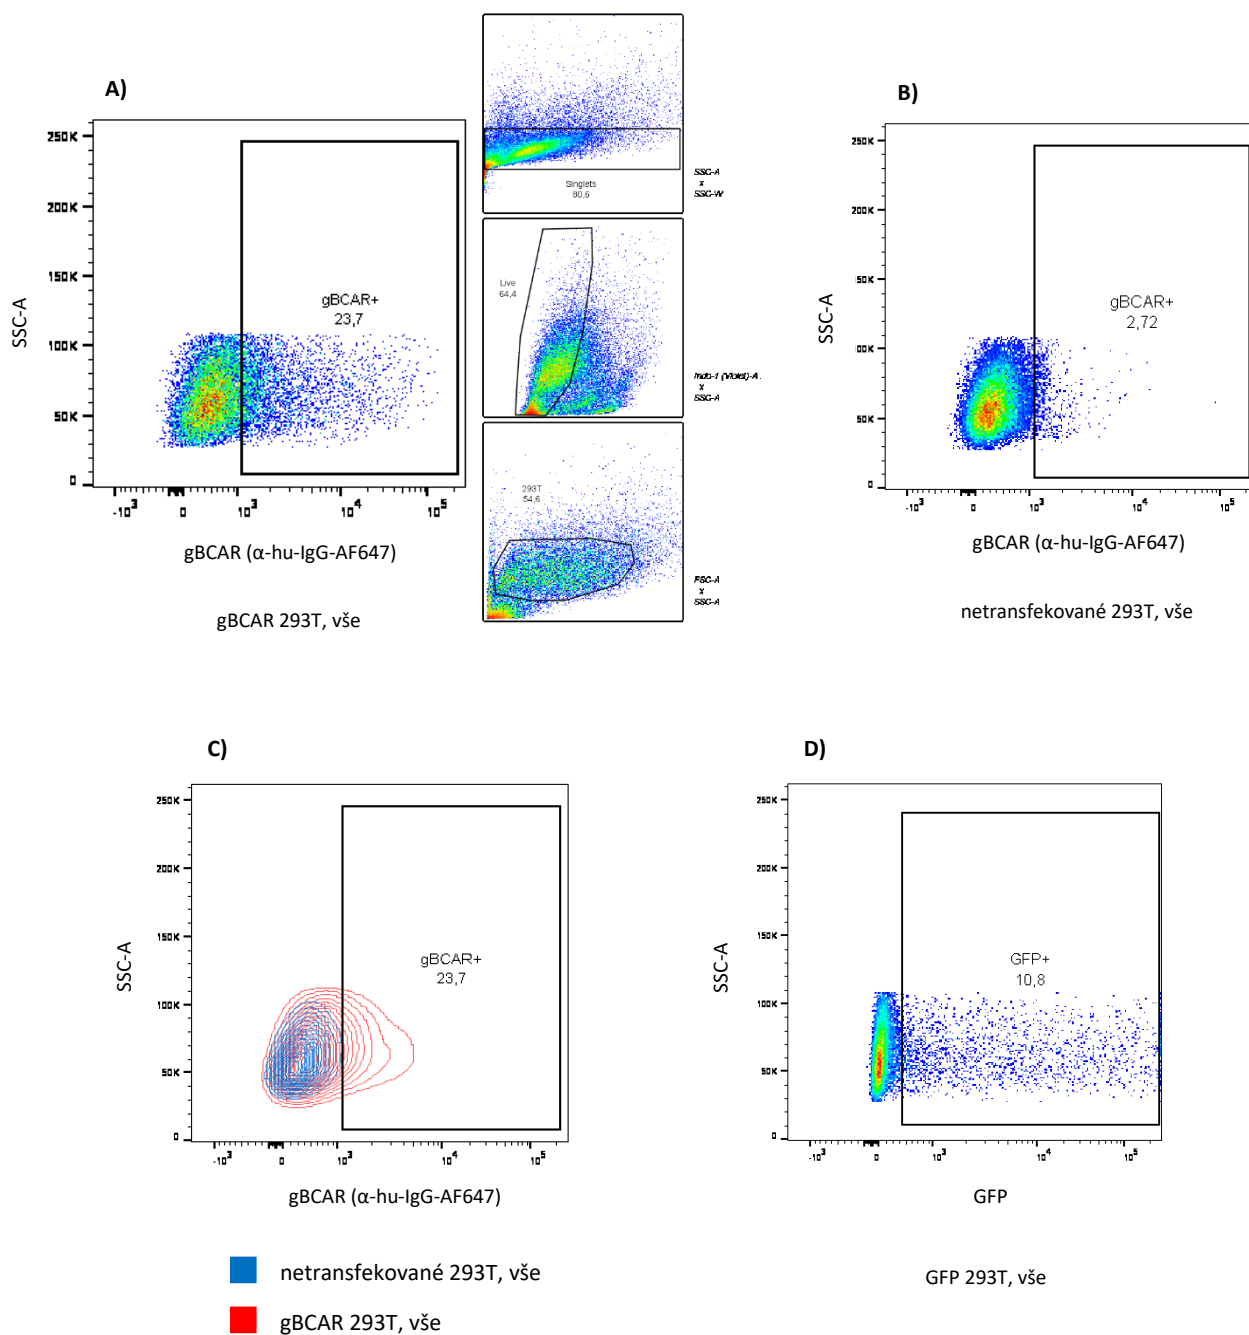 A)
250K
200K
150K
100K
50K
0
SSC-A
gBCAR+
23,7
-10³
0
10³
10⁴
10⁵
gBCAR (α-hu-IgG-AF647)
gBCAR 293T, vše
Singlets
80,6
SSC-A
X
SSC-W
Live
64,4
Indo-1 (Violet)-A
X
SSC-A
293T
54,6
FSC-A
X
SSC-A
B)
250K
200K
50K
00K
50K
0
SSC-A
gBCAR+
2,72
-10³
0
10³
10⁴
10⁵
gBCAR (α-hu-IgG-AF647)
netransfekované 293T, vše
C)
250K
200K
150K
100K
50K
0
SSC-A
gBCAR+
23,7
-10³
0
10³
10⁴
10⁵
gBCAR (α-hu-IgG-AF647)
netransfekované 293T, vše
gBCAR 293T, vše
D)
250K
200K
150K
100K
50K
0
SSC-A
GFP+
10,8
-10³
0
10³
10⁴
10⁵
GFP
GFP 293T, vše